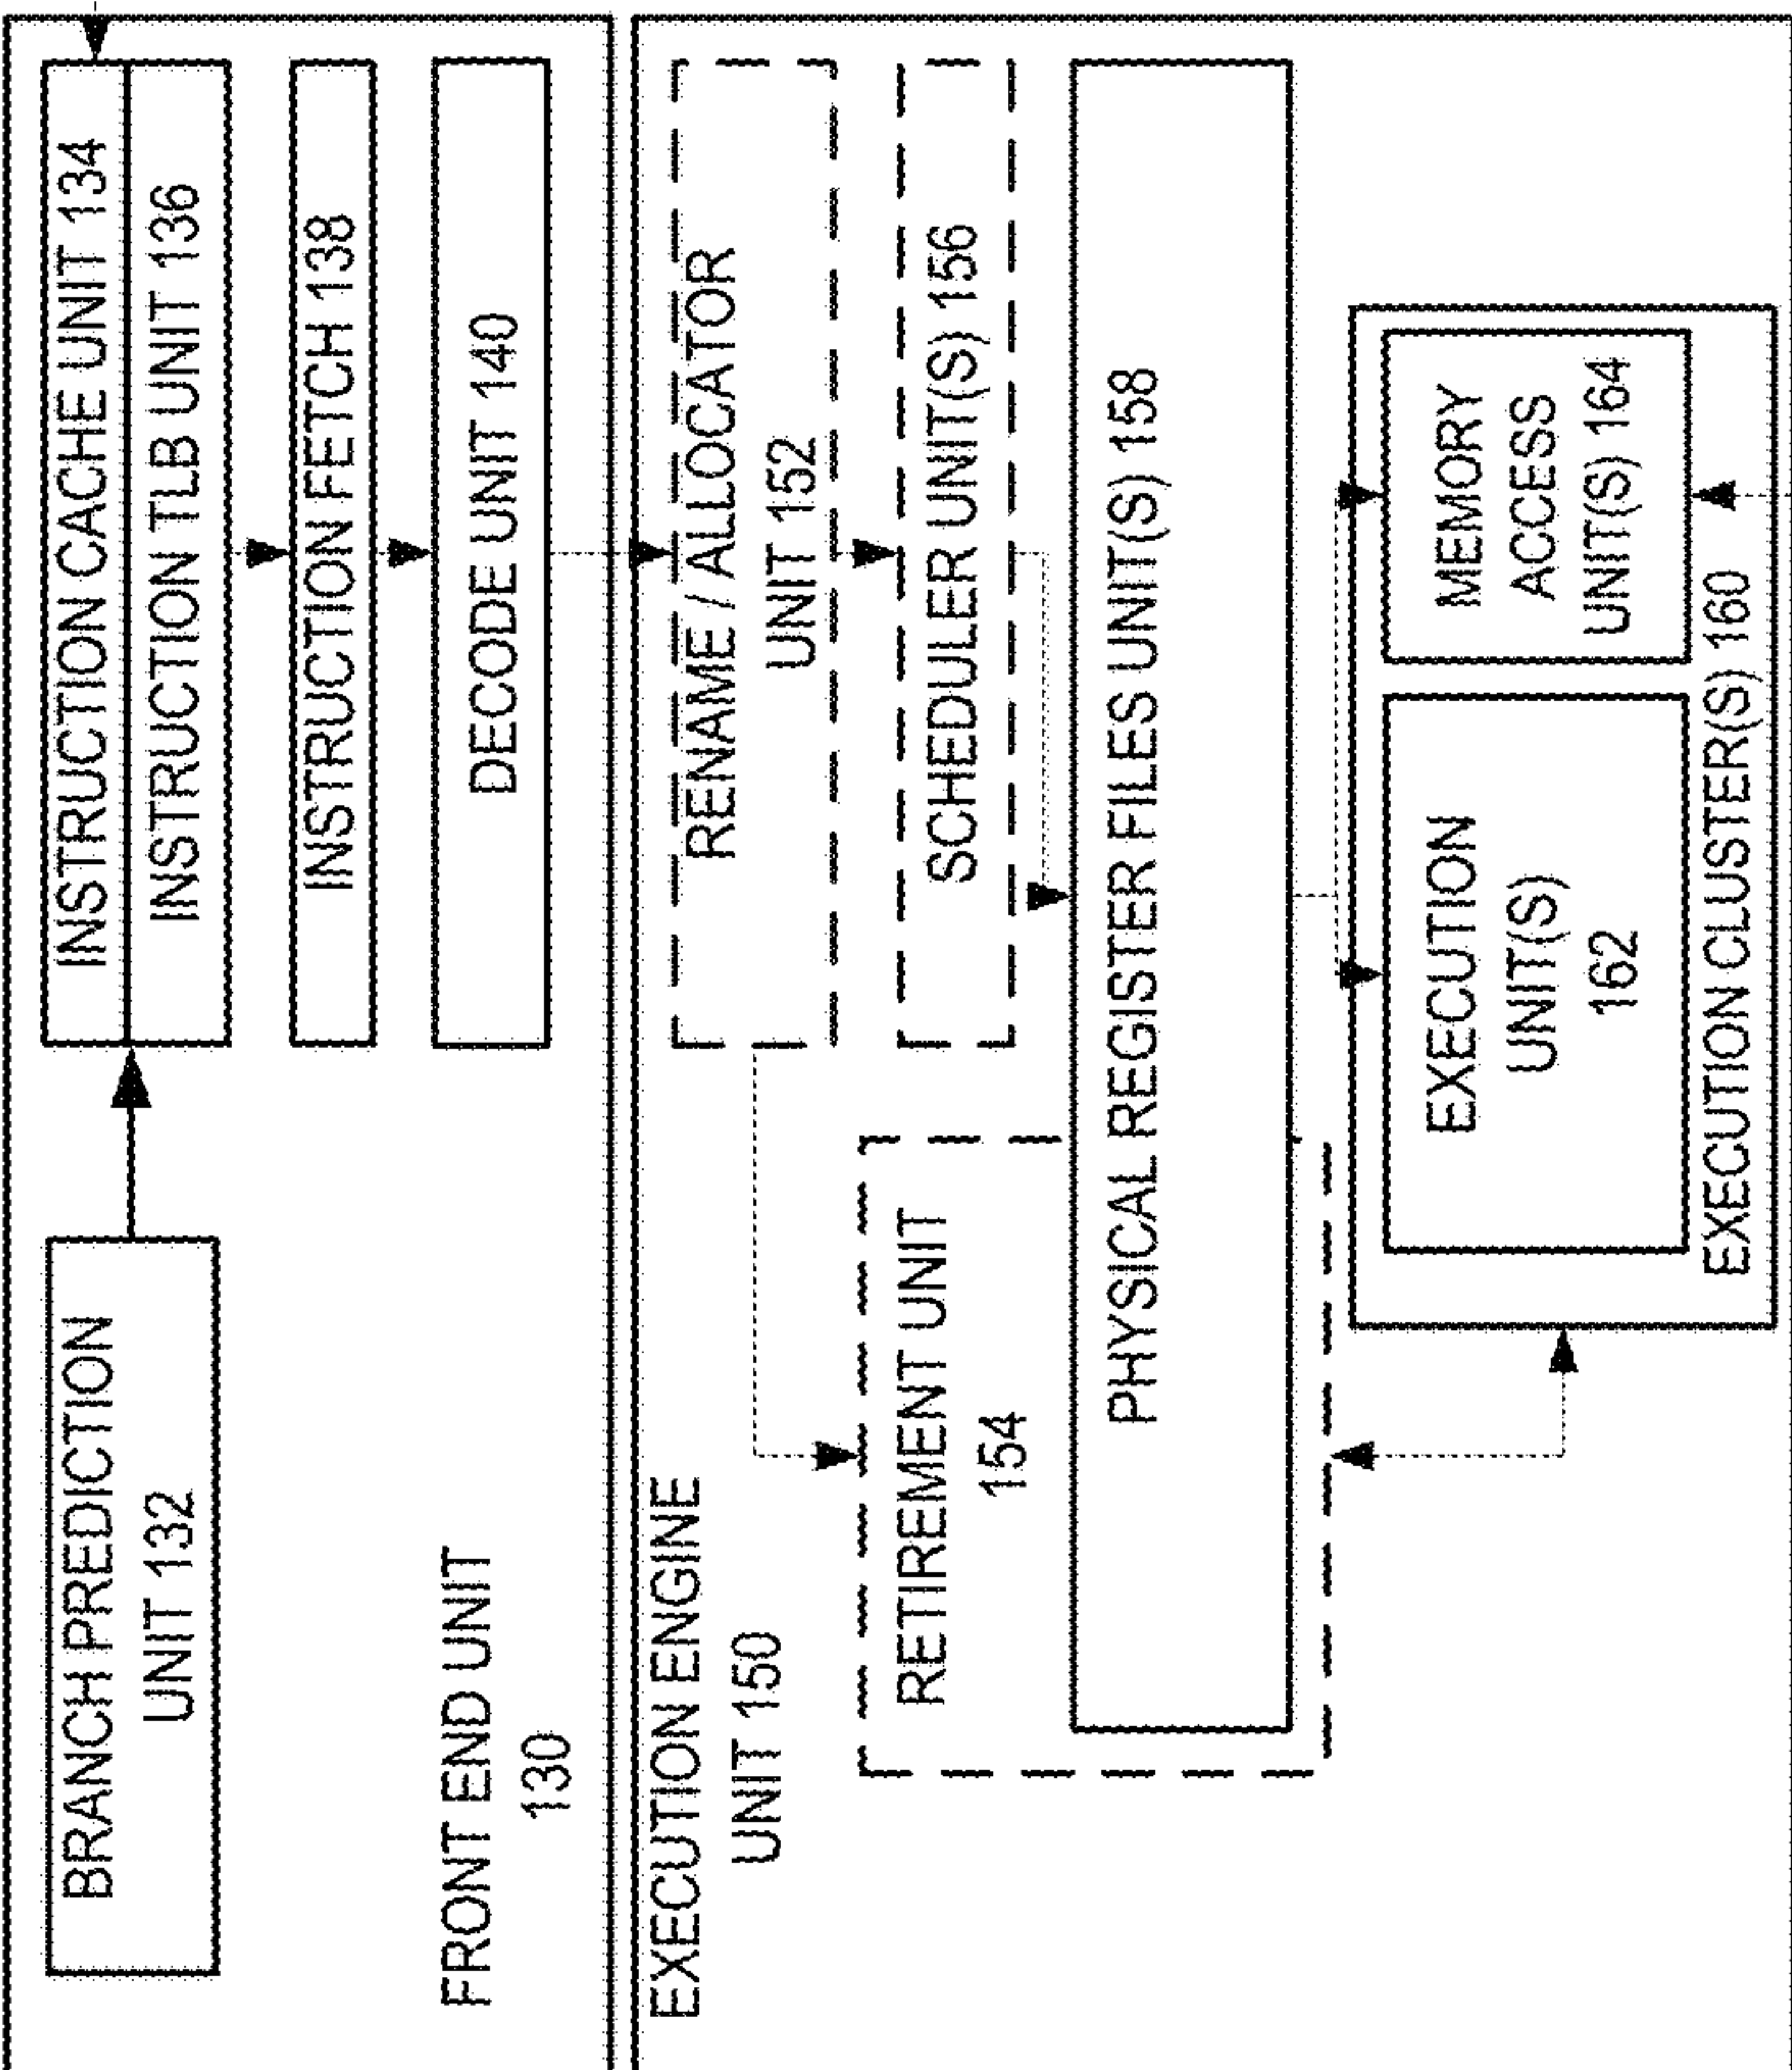 BRANCH PREDICTION
UNIT 132
INSTRUCTION CACHE UNIT 134
INSTRUCTION TLB UNIT 136
INSTRUCTION FETCH 138
FRONT END UNIT
130
DECODE UNIT 140
EXECUTION ENGINE
UNIT 150
RENAME / ALLOCATOR
UNIT 152
RETIREMENT UNIT
154
SCHEDULER UNIT(S) 156
PHYSICAL REGISTER FILES UNIT(S) 158
EXECUTION
UNIT(S)
162
MEMORY
ACCESS
UNIT(S) 164
EXECUTION CLUSTER(S) 160